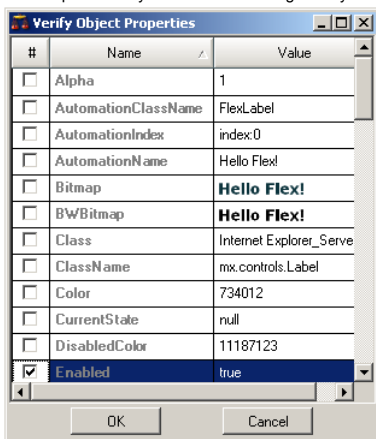 Verify Object Properties
# Name Value
Alpha 1
AutomationClassName FlexLabel
AutomationIndex index:0
AutomationName Hello Flex!
Bitmap Hello Flex!
BWBitmap Hello Flex!
Class Internet Explorer_Serve
ClassName mx.controls.Label
Color 734012
CurrentState null
DisabledColor 11187123
Enabled true
OK Cancel